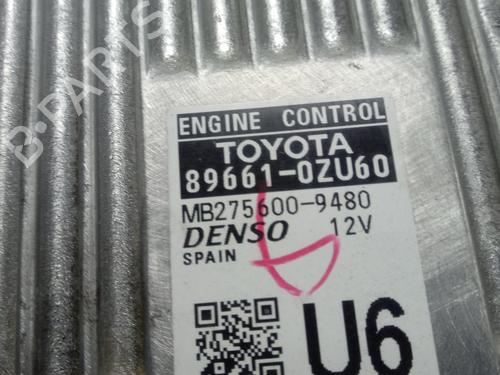 B-PARTS
ENGINE CONTROL
TOYOTA
89661-0ZU60
MB275600-9480
DENSO 12V
SPAIN
U6